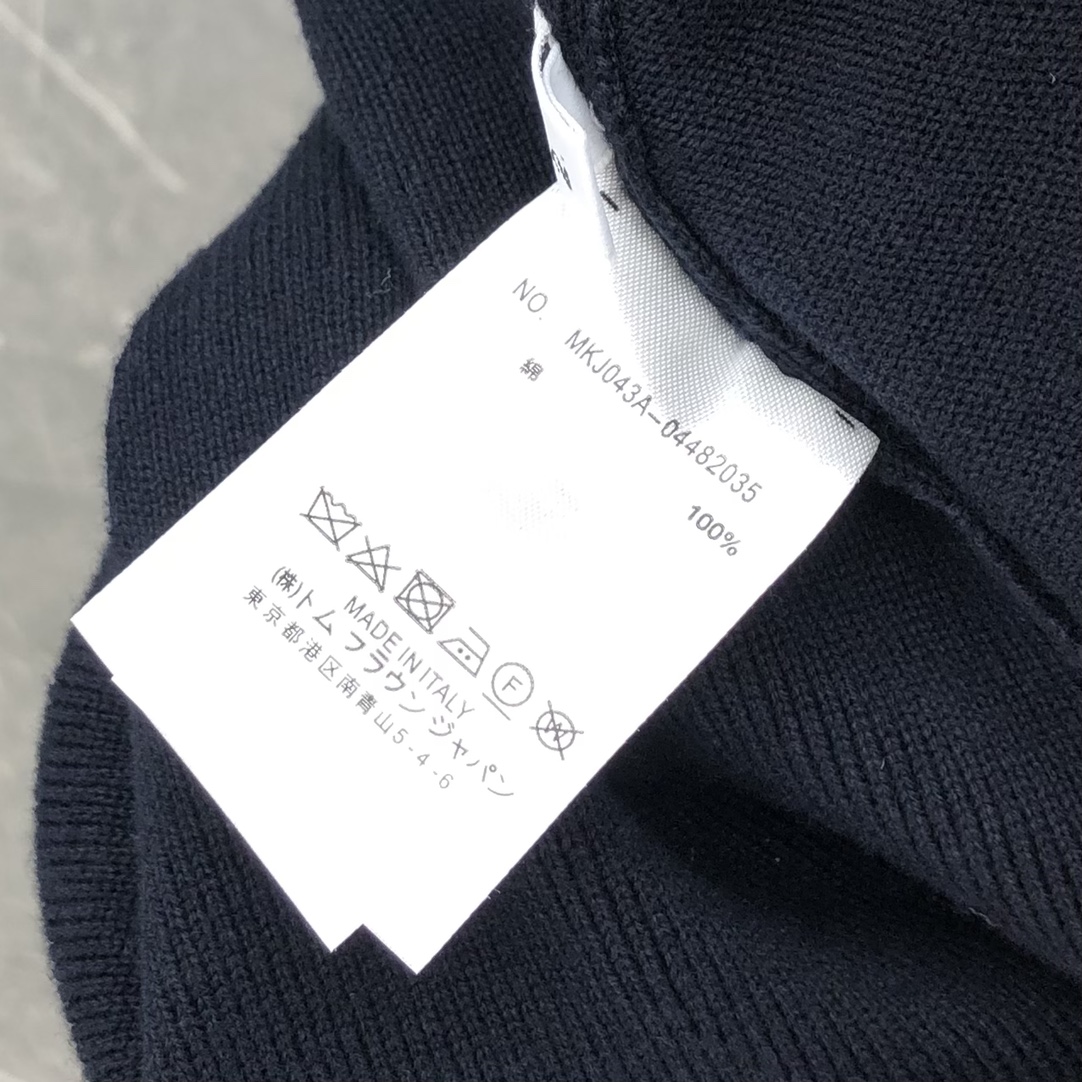 NO. MKJ043A-04482035
綿 100%
F
W
MADE IN ITALY
(株)トム ブラウン ジャパン
東京都港区南青山5-4-6